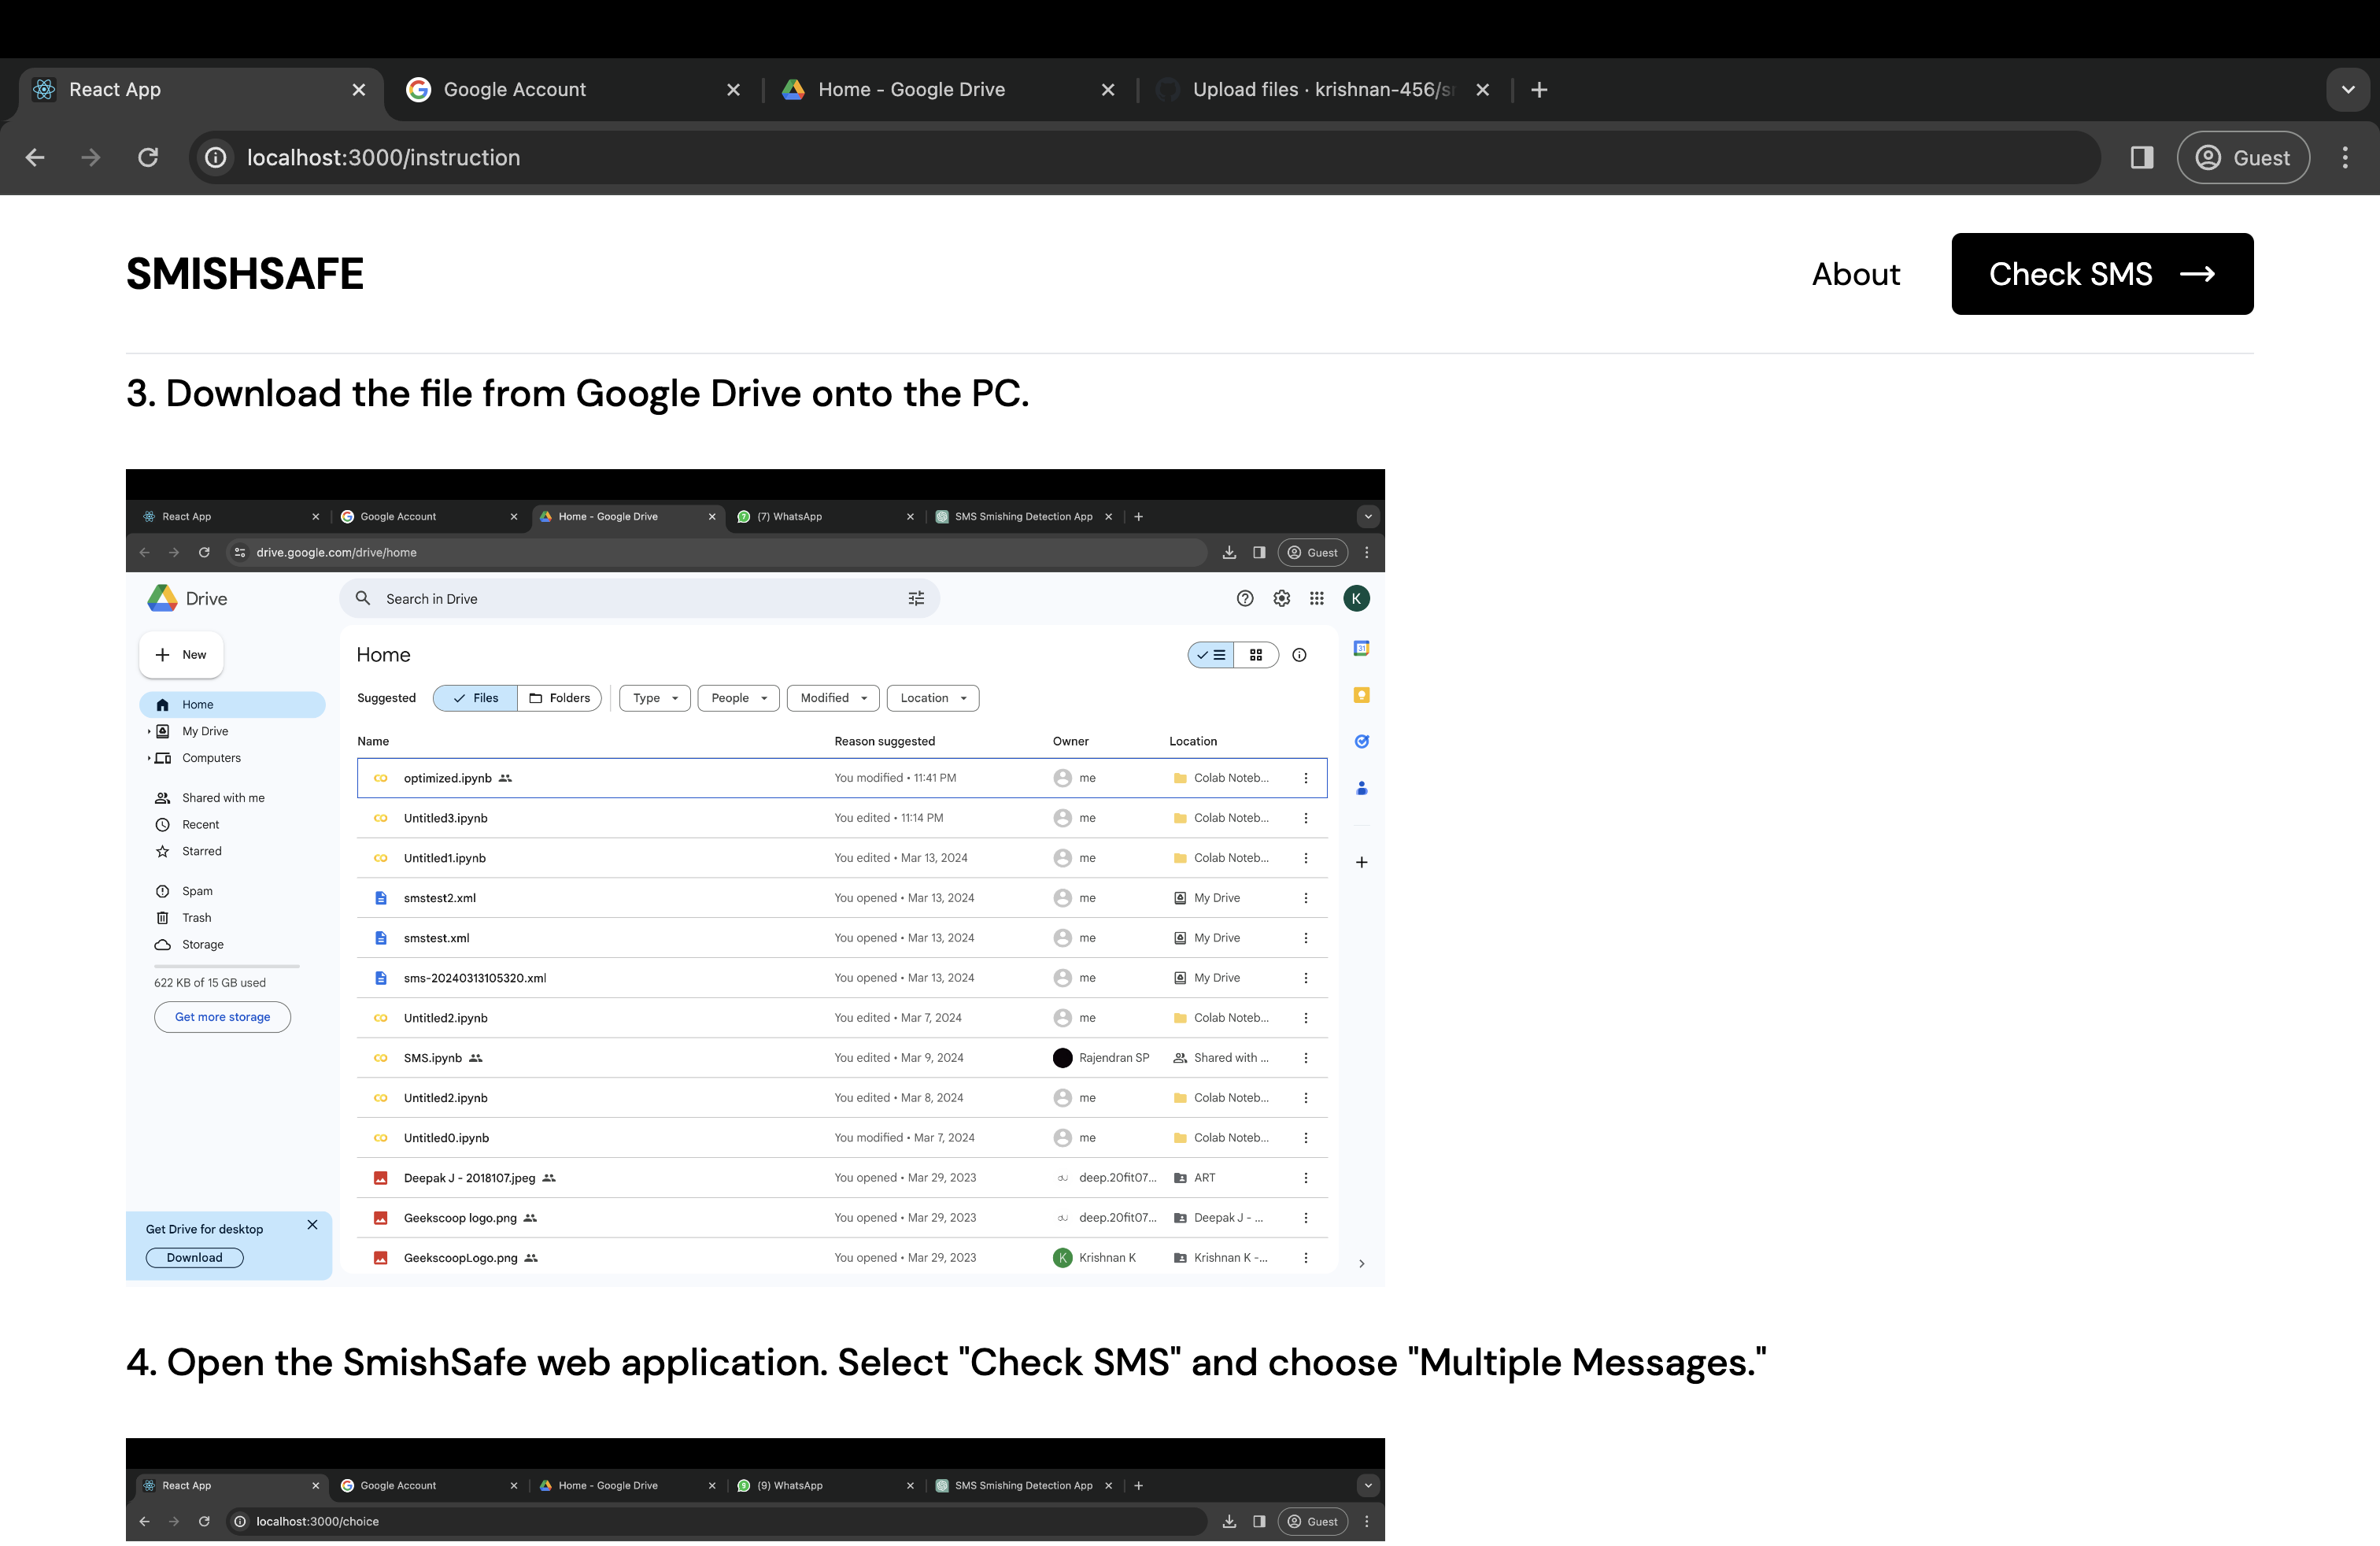 React App
Google Account
Home - Google Drive
Upload files · krishnan-456/s
localhost:3000/instruction
Guest
SMISHSAFE
About
Check SMS →
3. Download the file from Google Drive onto the PC.
React App
Google Account
Home - Google Drive
(7) WhatsApp
SMS Smishing Detection App
drive.google.com/drive/home
Guest
Drive
Search in Drive
K
New
Home
31
Home
My Drive
Computers
Shared with me
Recent
Starred
Spam
Trash
Storage
622 KB of 15 GB used
Get more storage
Get Drive for desktop
Download
Suggested Files Folders Type People Modified Location
Name Reason suggested Owner Location
optimized.ipynb You modified • 11:41 PM me Colab Noteb...
Untitled3.ipynb You edited • 11:14 PM me Colab Noteb...
Untitled1.ipynb You edited • Mar 13, 2024 me Colab Noteb...
smstest2.xml You opened • Mar 13, 2024 me My Drive
smstest.xml You opened • Mar 13, 2024 me My Drive
sms-20240313105320.xml You opened • Mar 13, 2024 me My Drive
Untitled2.ipynb You edited • Mar 7, 2024 me Colab Noteb...
SMS.ipynb You edited • Mar 9, 2024 Rajendran SP Shared with ...
Untitled2.ipynb You edited • Mar 8, 2024 me Colab Noteb...
Untitled0.ipynb You modified • Mar 7, 2024 me Colab Noteb...
Deepak J - 2018107.jpeg You opened • Mar 29, 2023 deep.20fit07... ART
Geekscoop logo.png You opened • Mar 29, 2023 deep.20fit07... Deepak J - ...
GeekscoopLogo.png You opened • Mar 29, 2023 K Krishnan K Krishnan K -...
4. Open the SmishSafe web application. Select "Check SMS" and choose "Multiple Messages."
React App
Google Account
Home - Google Drive
(9) WhatsApp
SMS Smishing Detection App
localhost:3000/choice
Guest